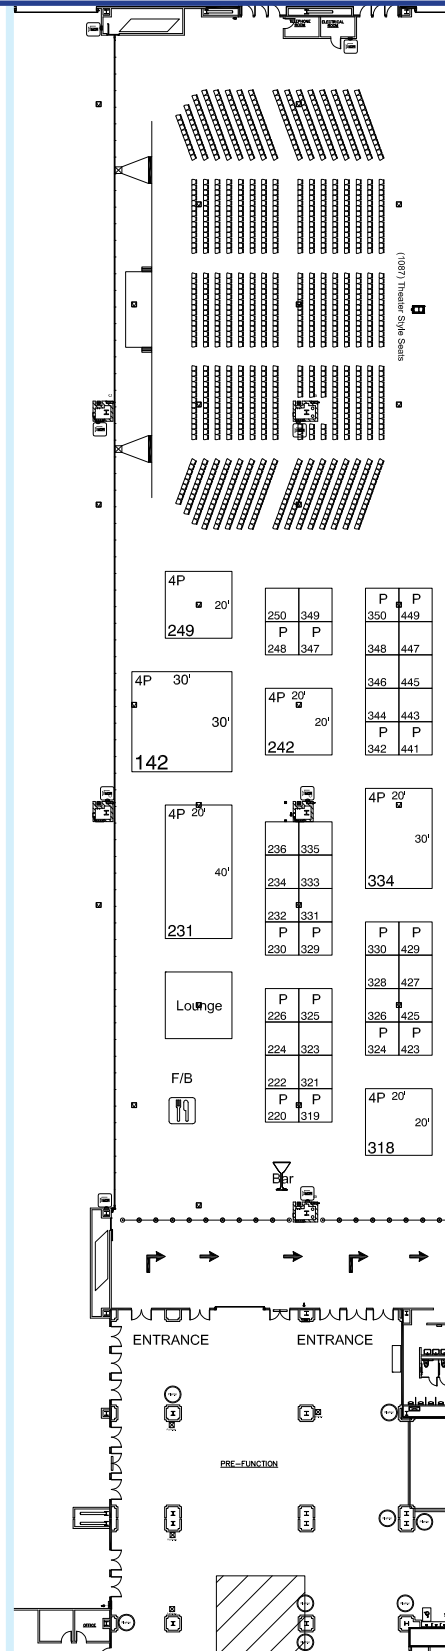 TELEPHONE ROOM
ELECTRICAL ROOM
(1087) Theater Style Seats
4P
20'
249
250 349
P P
248 347
P P
350 449
348 447
346 445
344 443
P P
342 441
4P 30'
30'
142
4P 20'
20'
242
4P 20'
40'
231
236 335
234 333
232 331
P P
230 329
4P 20'
30'
334
P P
330 429
328 427
326 425
P P
324 423
Lounge
P P
226 325
224 323
222 321
P P
220 319
F/B
4P 20'
20'
318
Bar
ENTRANCE ENTRANCE
PRE-FUNCTION
OFFICE